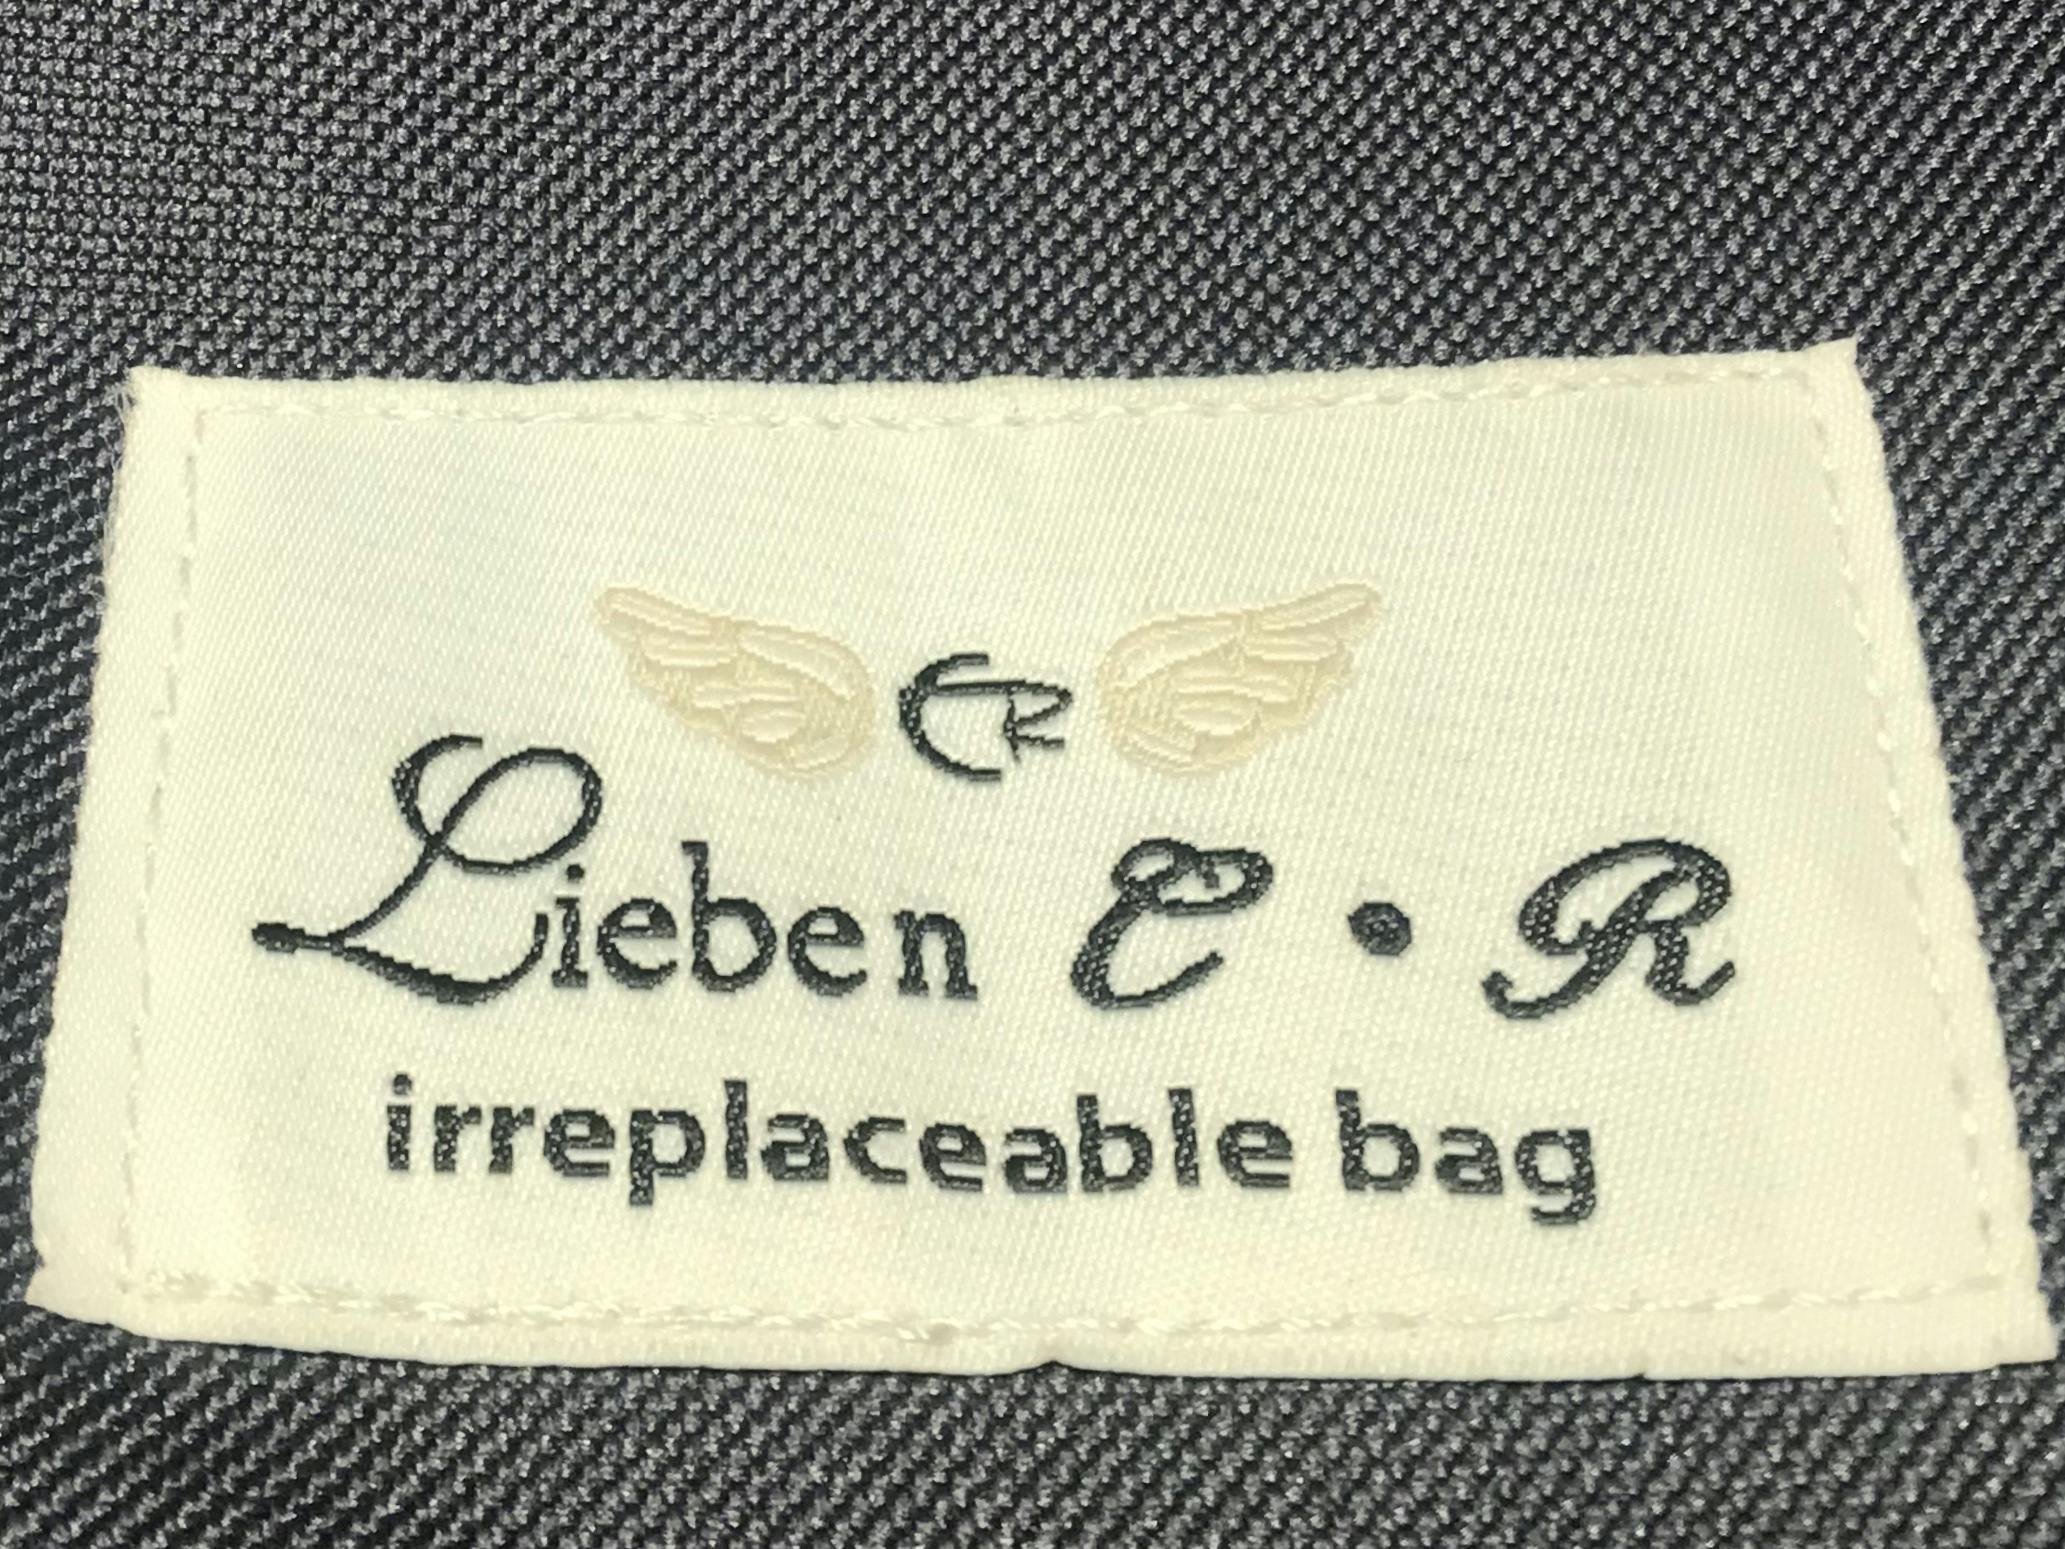 ER
Lieben E • R
irreplaceable bag